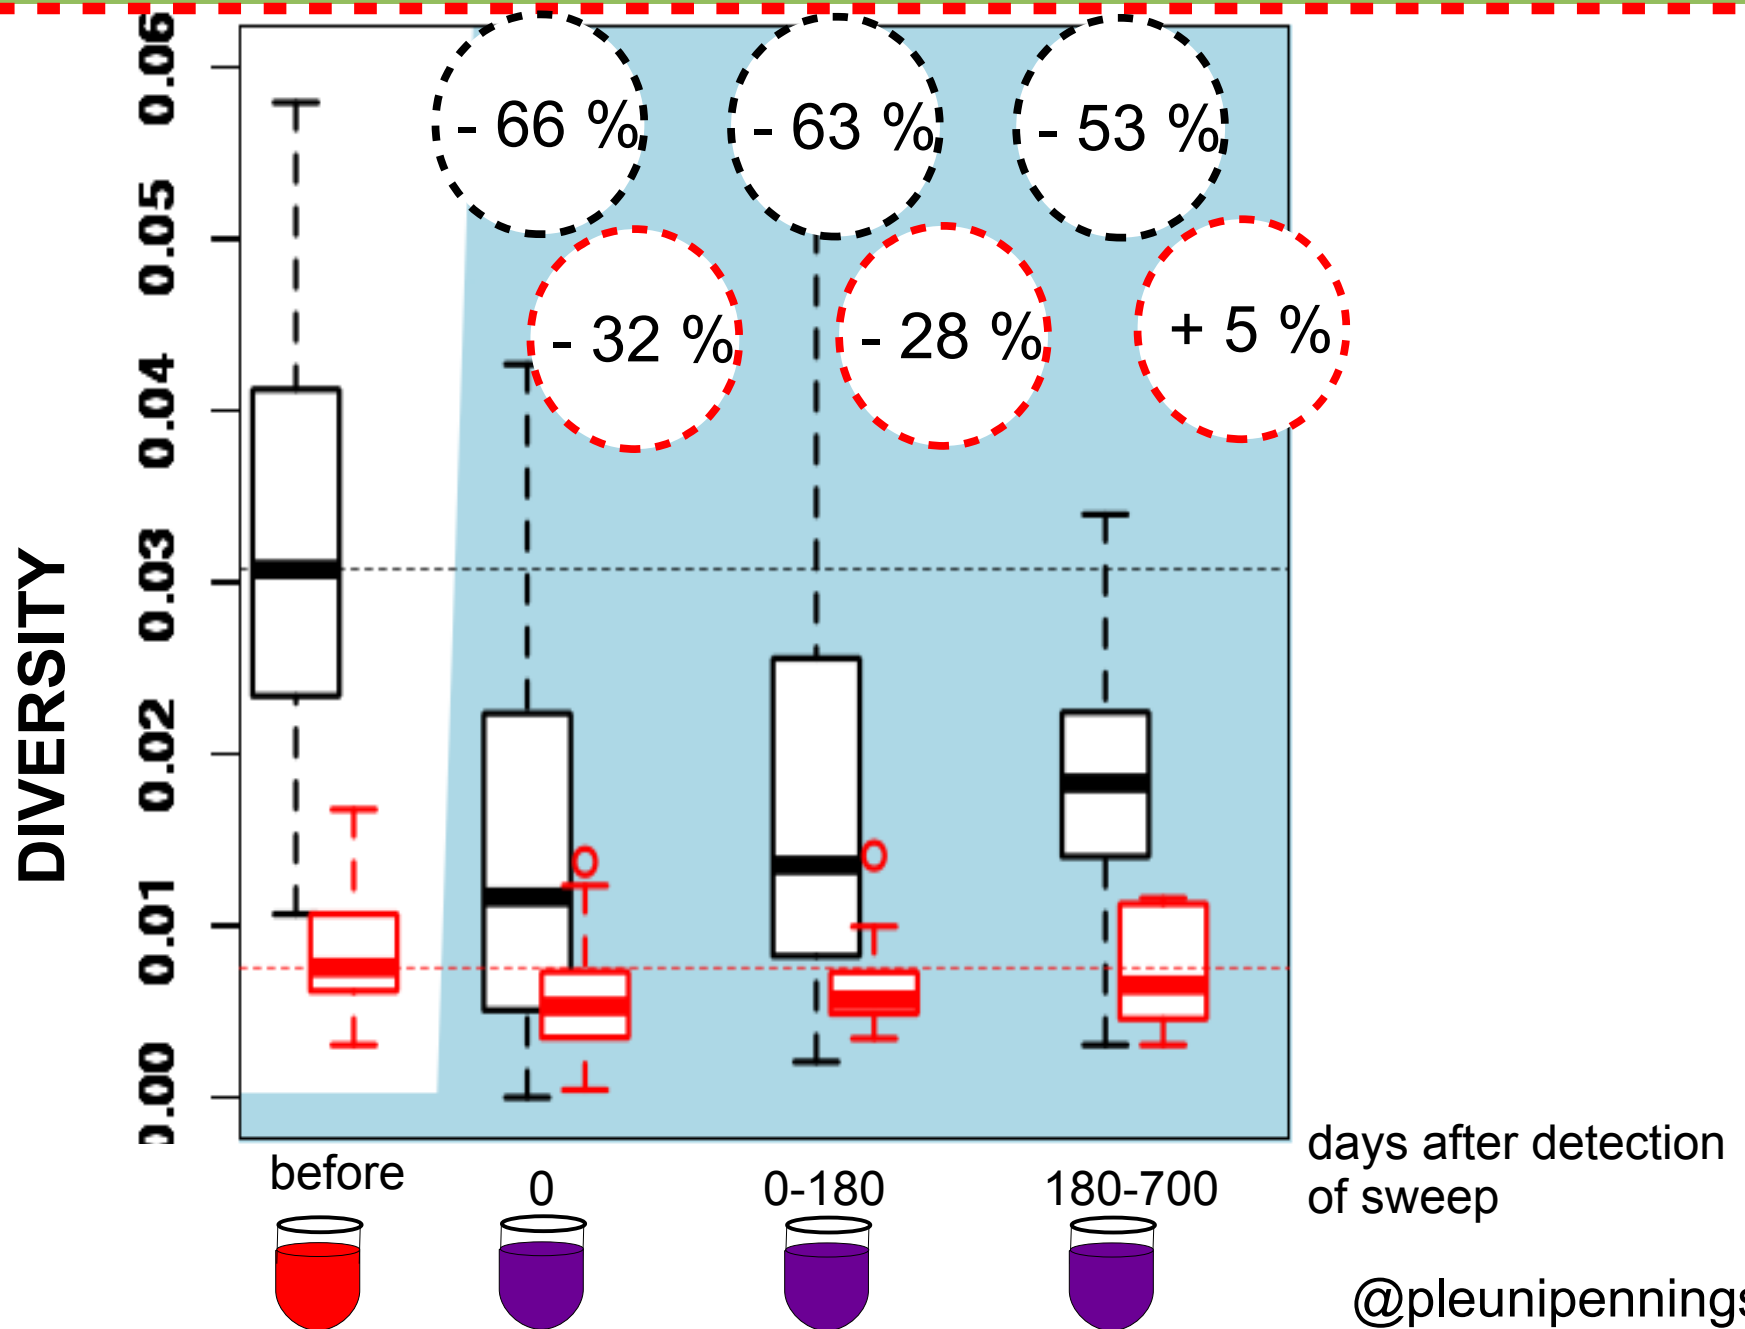 - 66 %
- 63 %
- 53 %
- 32 %
- 28 %
+ 5 %
DIVERSITY
0.06
0.05
0.04
0.03
0.02
0.01
0.00
before
0
0-180
180-700
days after detection
of sweep
@pleunipennings